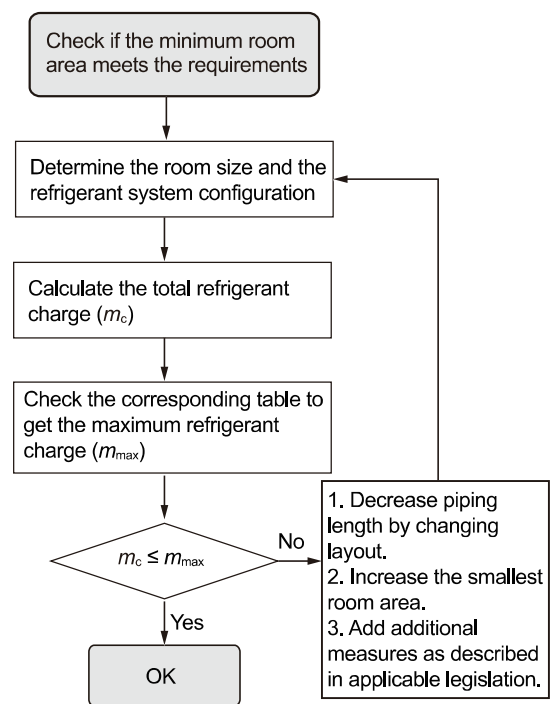 Check if the minimum room
area meets the requirements
Determine the room size and the
refrigerant system configuration
Calculate the total refrigerant
charge (mc)
Check the corresponding table to
get the maximum refrigerant
charge (mmax)
mc ≤ mmax
No
Yes
OK
1. Decrease piping
length by changing
layout.
2. Increase the smallest
room area.
3. Add additional
measures as described
in applicable legislation.